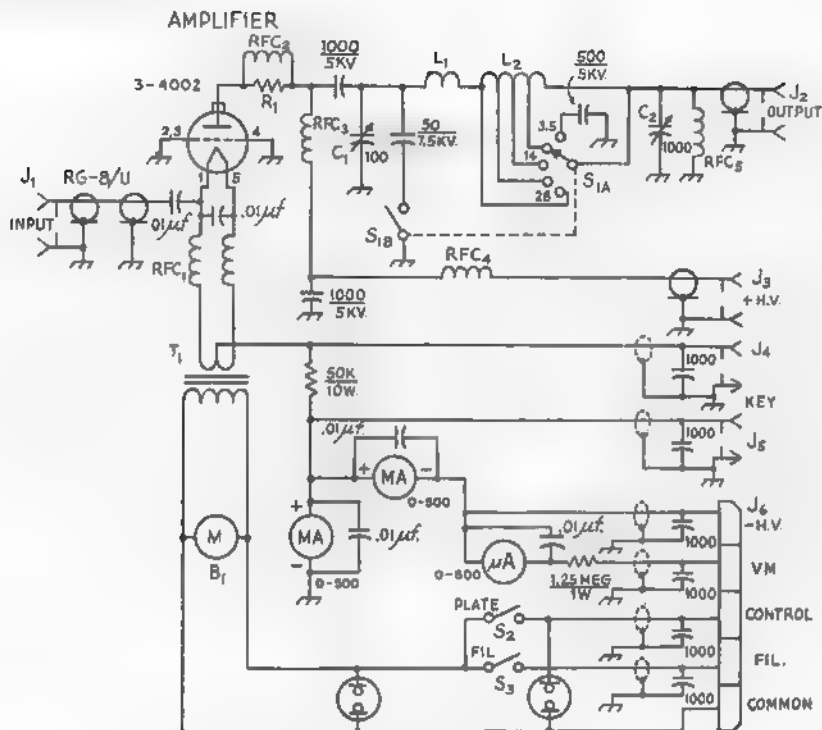 AMPLIFIER
RFC2
1000
5KV
L1
L2
500
5KV.
3-4002
R1
J2
OUTPUT
2,3
4
RFC3
C1
100
50
7.5KV.
3.5
14
28
S1A
C2
1000
RFC5
J1
RG-8/U
1
5
INPUT
.01µf
.01µf.
S1B
RFC1
RFC4
J3
+H.V.
1000
5KV.
T1
J4
1000
50K
10W.
KEY
.01µf.
1000
J5
+
MA
-
0-500
+
MA
-
.01µf.
0-500
M
B1
J6
-H.V.
1000
.01µf.
0-500
µA
1.25 MEG
1W
1000
VM
PLATE
S2
CONTROL
1000
FIL
S3
FIL.
1000
COMMON